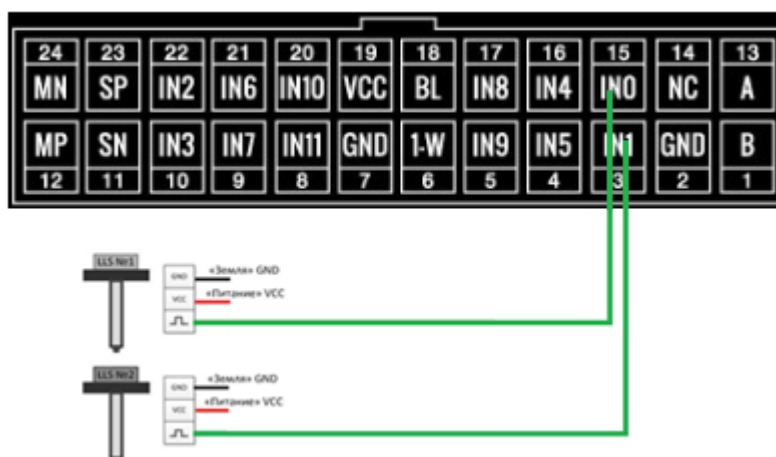 24 23 22 21 20 19 18 17 16 15 14 13
MN SP IN2 IN6 IN10 VCC BL IN8 IN4 IN0 NC A
MP SN IN3 IN7 IN11 GND 1-W IN9 IN5 IN1 GND B
12 11 10 9 8 7 6 5 4 3 2 1
LLS №1
GND «Земля» GND
VCC «Питание» VCC
LLS №2
GND «Земля» GND
VCC «Питание» VCC